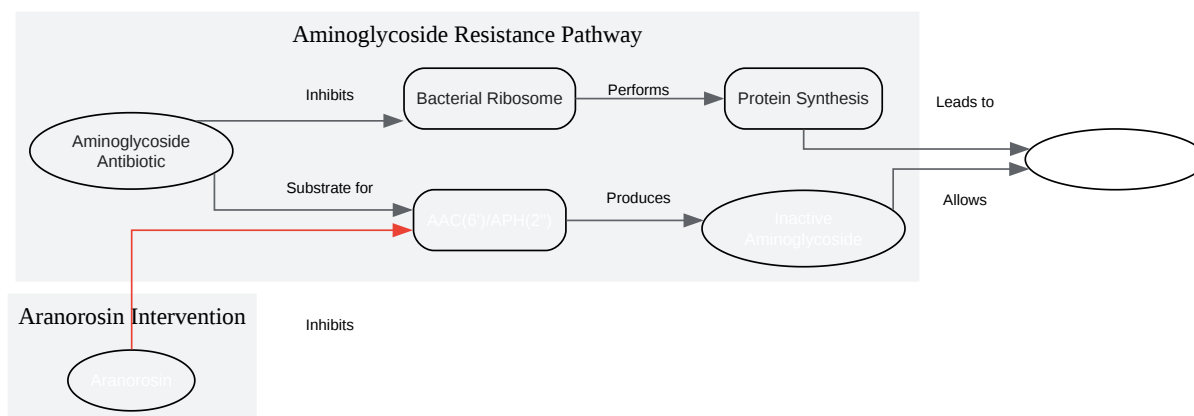 Aminoglycoside Resistance Pathway
Inhibits
Bacterial Ribosome
Performs
Protein Synthesis
Leads to
Aminoglycoside
Antibiotic
Substrate for
AAC(6')/APH(2")
Produces
Inactive
Aminoglycoside
Allows
Aranorosin Intervention
Inhibits
Aranorosin